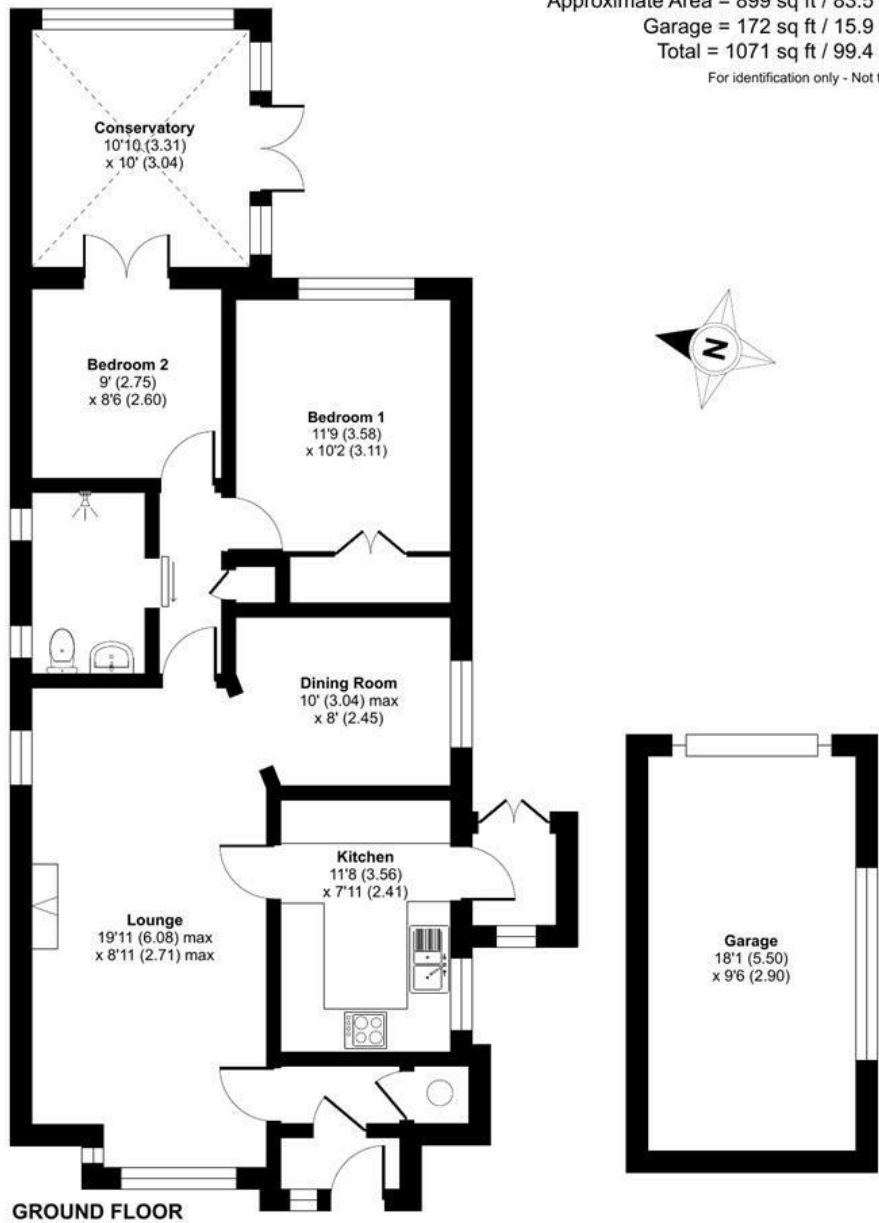 Approximate Area = 899 sq ft / 83.5
Garage = 172 sq ft / 15.9
Total = 1071 sq ft / 99.4
For identification only - Not
Conservatory
10'10 (3.31)
x 10' (3.04)
Bedroom 2
9' (2.75)
x 8'6 (2.60)
Bedroom 1
11'9 (3.58)
x 10'2 (3.11)
N
Dining Room
10' (3.04) max
x 8' (2.45)
Kitchen
11'8 (3.56)
x 7'11 (2.41)
Lounge
19'11 (6.08) max
x 8'11 (2.71) max
Garage
18'1 (5.50)
x 9'6 (2.90)
GROUND FLOOR